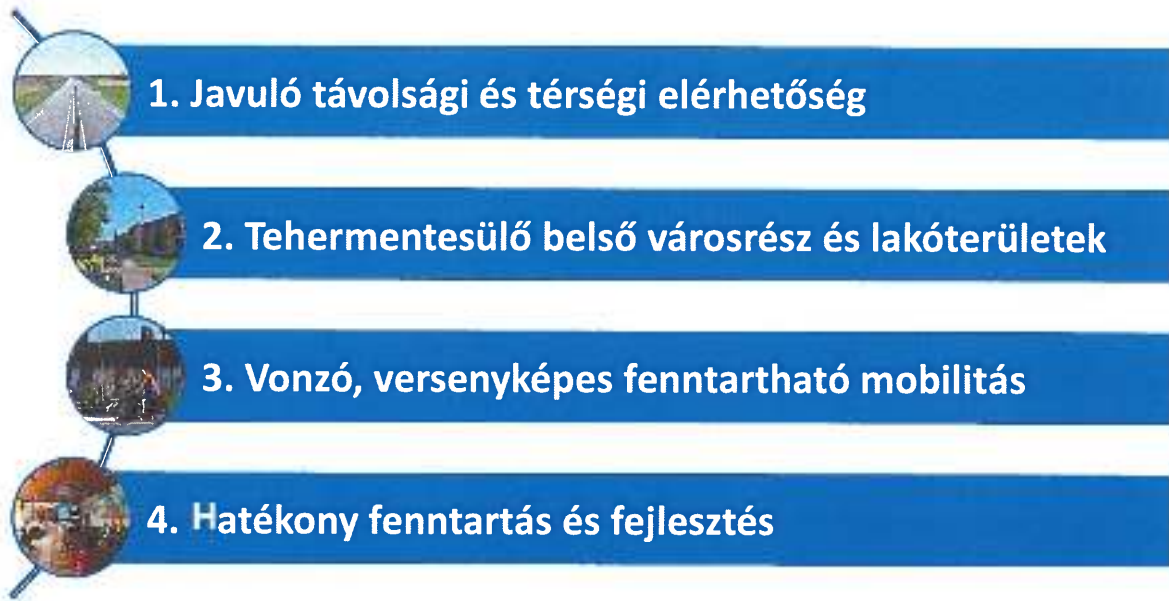 1. Javuló távolsági és térségi elérhetőség
2. Tehermentesülő belső városrész és lakóterületek
3. Vonzó, versenyképes fenntartható mobilitás
4. Hatékony fenntartás és fejlesztés